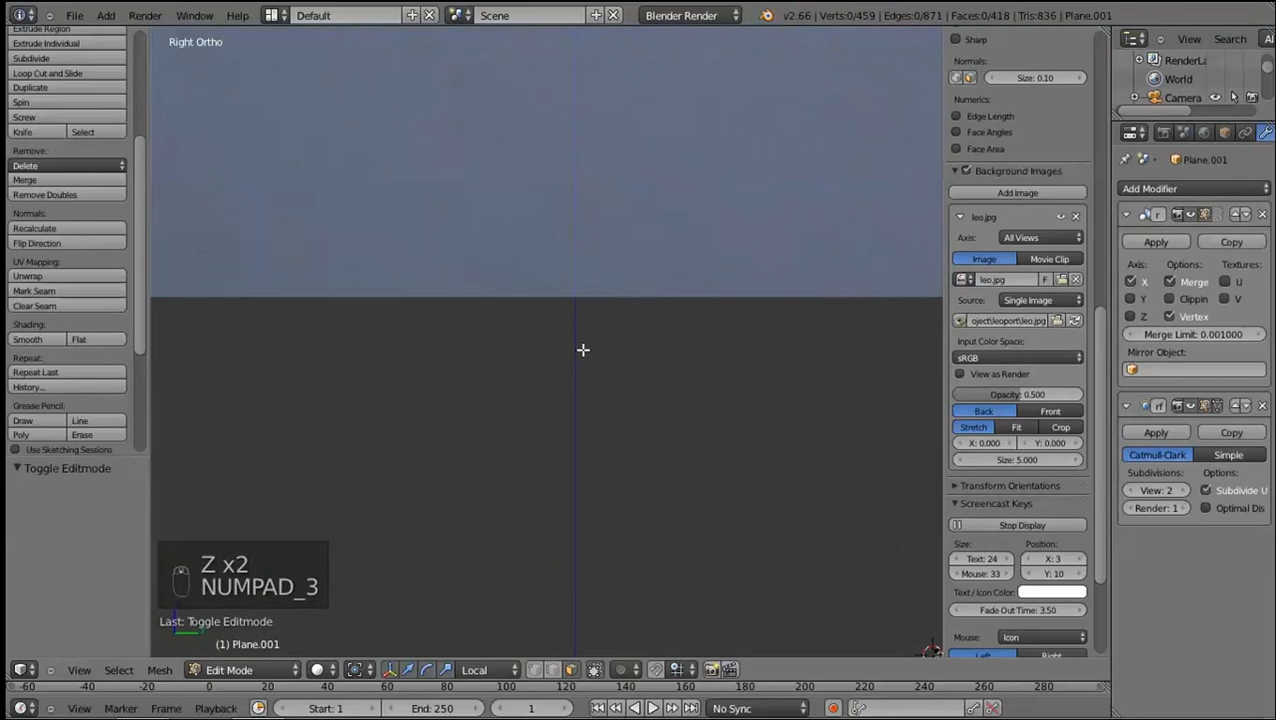 File Add Render Window Help Default Scene Blender Render v2.66 | Verts:0/459 | Edges:0/871 | Faces:0/418 | Tris:836 | Plane.001
Extrude Region
Extrude Individual
Subdivide
Loop Cut and Slide
Duplicate
Spin
Screw
Knife Select
Remove:
Delete
Merge
Remove Doubles
Normals:
Recalculate
Flip Direction
UV Mapping:
Unwrap
Mark Seam
Clear Seam
Shading:
Smooth Flat
Repeat:
Repeat Last
History...
Grease Pencil:
Draw Line
Poly Erase
Use Sketching Sessions
Toggle Editmode
Right Ortho
Z x2
NUMPAD_3
Last: Toggle Editmode
(1) Plane.001
Sharp
Normals:
Size: 0.10
Numerics:
Edge Length
Face Angles
Face Area
Background Images
Add Image
leo.jpg
Axis: All Views
Image Movie Clip
leo.jpg F
Source: Single Image
oject\leoport\leo.jpg
Input Color Space:
sRGB
View as Render
Opacity: 0.500
Back Front
Stretch Fit Crop
X: 0.000 Y: 0.000
Size: 5.000
Transform Orientations
Screencast Keys
Stop Display
Size: Position:
Text: 24 X: 3
Mouse: 33 Y: 10
Text / Icon Color:
Fade Out Time: 3.50
Mouse: Icon
Left Right
View Search Al
RenderLa
World
Camera
Plane.001
Add Modifier
r
Apply Copy
Axis: Options: Textures:
X Merge U
Y Clippin V
Z Vertex
Merge Limit: 0.001000
Mirror Object:
rf
Apply Copy
Catmull-Clark Simple
Subdivisions: Options:
View: 2 Subdivide U
Render: 1 Optimal Dis
View Select Mesh Edit Mode Local
-60 -40 -20 0 20 40 60 80 100 120 140 160 180 200 220 240 260 280
View Marker Frame Playback Start: 1 End: 250 1 No Sync